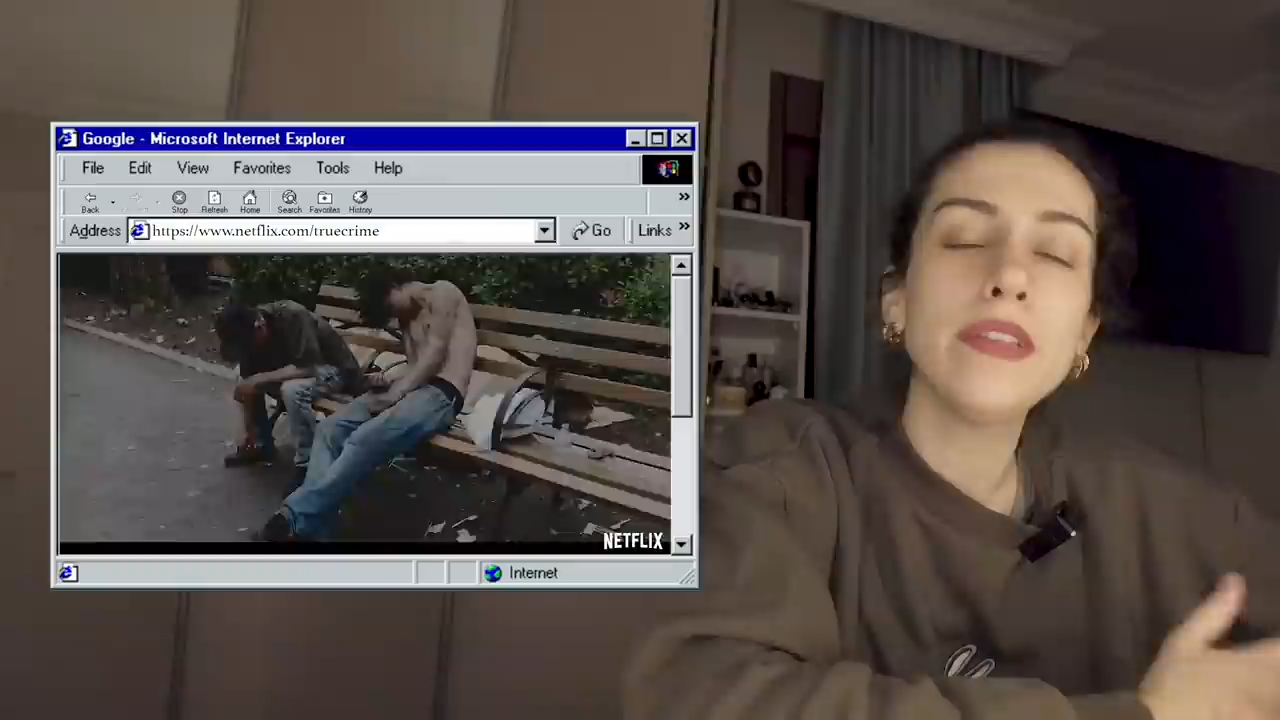 Google - Microsoft Internet Explorer
File Edit View Favorites Tools Help
Back Stop Refresh Home Search Favorites History
Address https://www.netflix.com/truecrime Go Links
NETFLIX
Internet